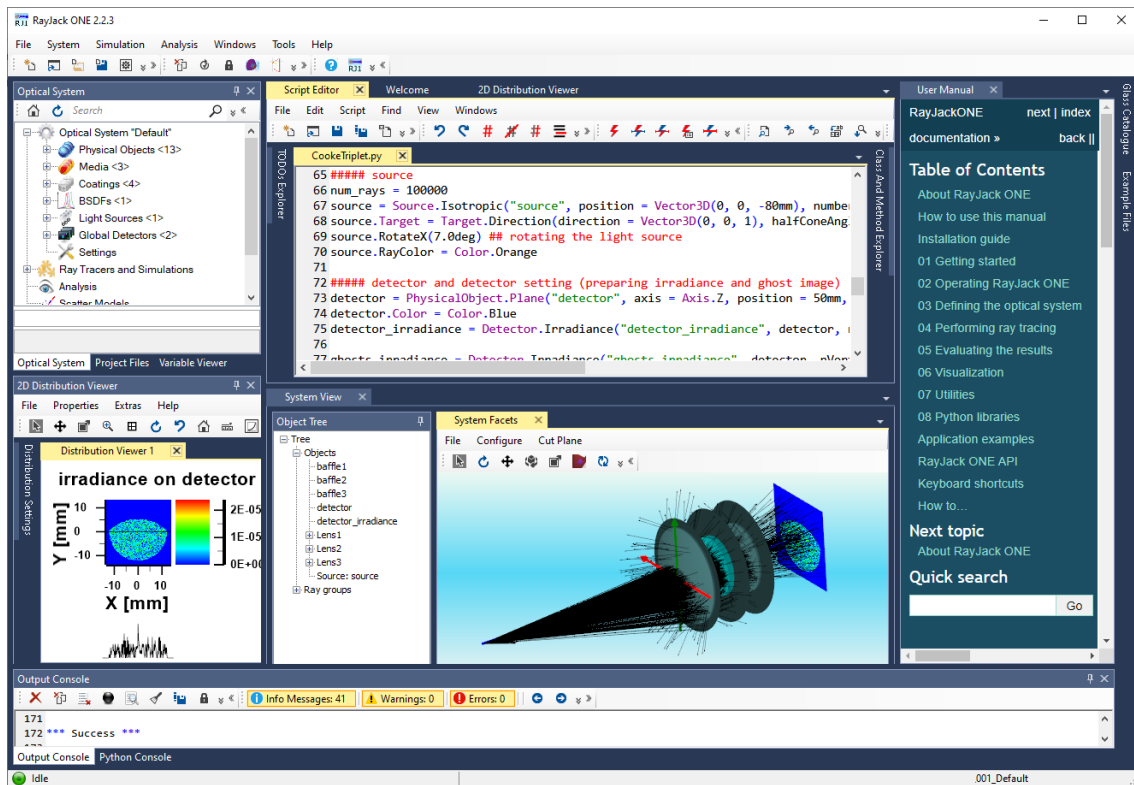 RayJack ONE 2.2.3
File System Simulation Analysis Windows Tools Help
RJ1
Optical System
Search
Optical System "Default"
Physical Objects <13>
Media <3>
Coatings <4>
BSDFs <1>
Light Sources <1>
Global Detectors <2>
Settings
Ray Tracers and Simulations
Analysis
Scatter Models
Optical System Project Files Variable Viewer
Script Editor Welcome 2D Distribution Viewer
File Edit Script Find View Windows
TODOs Explorer
CookeTriplet.py
65 ##### source
66 num_rays = 100000
67 source = Source.Isotropic("source", position = Vector3D(0, 0, -80mm), number
68 source.Target = Target.Direction(direction = Vector3D(0, 0, 1), halfConeAng
69 source.RotateX(7.0deg) ## rotating the light source
70 source.RayColor = Color.Orange
71
72 ##### detector and detector setting (preparing irradiance and ghost image)
73 detector = PhysicalObject.Plane("detector", axis = Axis.Z, position = 50mm,
74 detector.Color = Color.Blue
75 detector_irradiance = Detector.Irradiance("detector_irradiance", detector,
76
77 ghosts_irradiance = Detector.Irradiance("ghosts_irradiance", detector, nVer
Class And Method Explorer
User Manual
RayJackONE next | index
documentation » back ||
Table of Contents
About RayJack ONE
How to use this manual
Installation guide
01 Getting started
02 Operating RayJack ONE
03 Defining the optical system
04 Performing ray tracing
05 Evaluating the results
06 Visualization
07 Utilities
08 Python libraries
Application examples
RayJack ONE API
Keyboard shortcuts
How to...
Next topic
About RayJack ONE
Quick search
Go
Glass Catalogue
Example Files
2D Distribution Viewer
File Properties Extras Help
Distribution Settings
Distribution Viewer 1
irradiance on detector
Y [mm]
10
0
-10
-10 0 10
X [mm]
2E-05
1E-05
0E+00
System View
Object Tree
Tree
Objects
baffle1
baffle2
baffle3
detector
detector_irradiance
Lens1
Lens2
Lens3
Source: source
Ray groups
System Facets
File Configure Cut Plane
Output Console
Info Messages: 41 Warnings: 0 Errors: 0
171
172 *** Success ***
Output Console Python Console
Idle
.001_Default